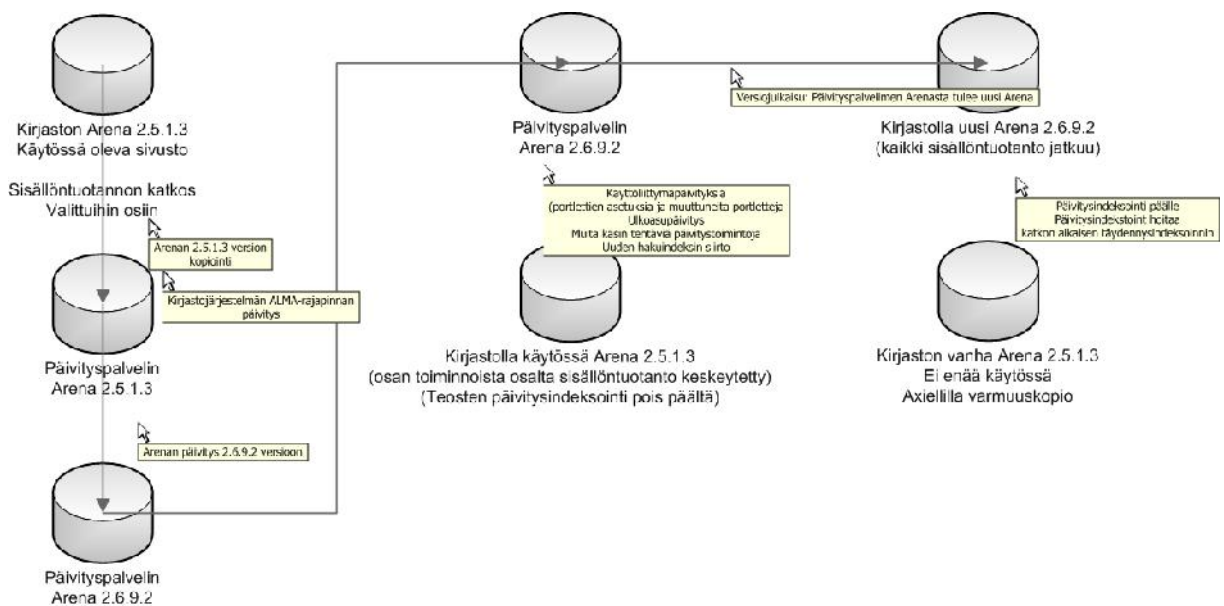 Kirjaston Arena 2.5.1.3
Käytössä oleva sivusto
Sisällöntuotannon katkos
Valittuihin osiin
Arenan 2.5.1.3 version
kopiointi
Kirjastojärjestelmän ALMA-rajapinnan
päivitys
Päivityspalvelin
Arena 2.5.1.3
Arenan päivitys 2.6.9.2 versioon
Päivityspalvelin
Arena 2.6.9.2
Päivityspalvelin
Arena 2.6.9.2
Käyttöliittymäpäivityksiä
(portlettien asetuksia ja muuttuneita portletteja
Ulkoasupäivitys
Muita käsin tehtäviä päivitystoimintoja
Uuden hakuindeksin siirto
Kirjastolla käytössä Arena 2.5.1.3
(osan toiminnoista osalta sisällöntuotanto keskeytetty)
(Teosten päivitysindeksointi pois päältä)
Versiojulkaisu: Päivityspalvelimen Arenasta tulee uusi Arena
Kirjastolla uusi Arena 2.6.9.2
(kaikki sisällöntuotanto jatkuu)
Päivitysindeksointi päälle
Päivitysindekstoint hoitaa
katkon aikaisen täydennysindeksoinnin
Kirjaston vanha Arena 2.5.1.3
Ei enää käytössä
Axiellilla varmuuskopio